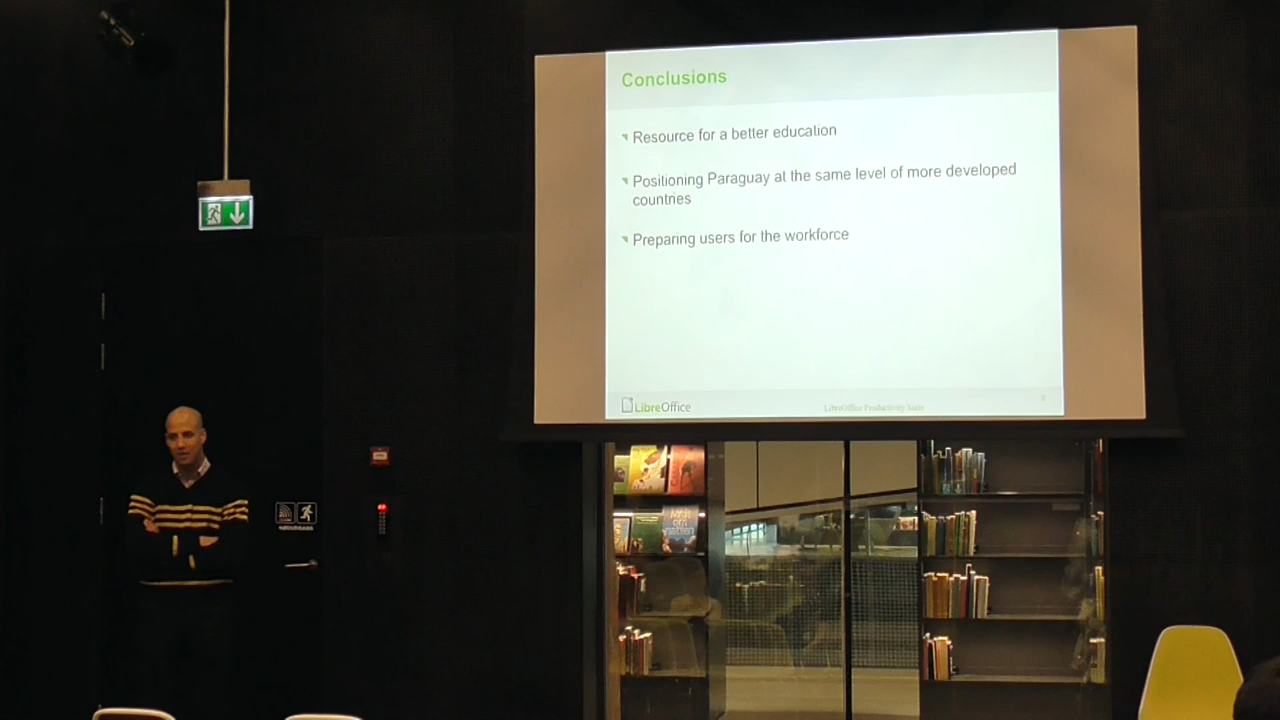 Conclusions
Resource for a better education
Positioning Paraguay at the same level of more developed
countries
Preparing users for the workforce
LibreOffice
LibreOffice Productivity Suite